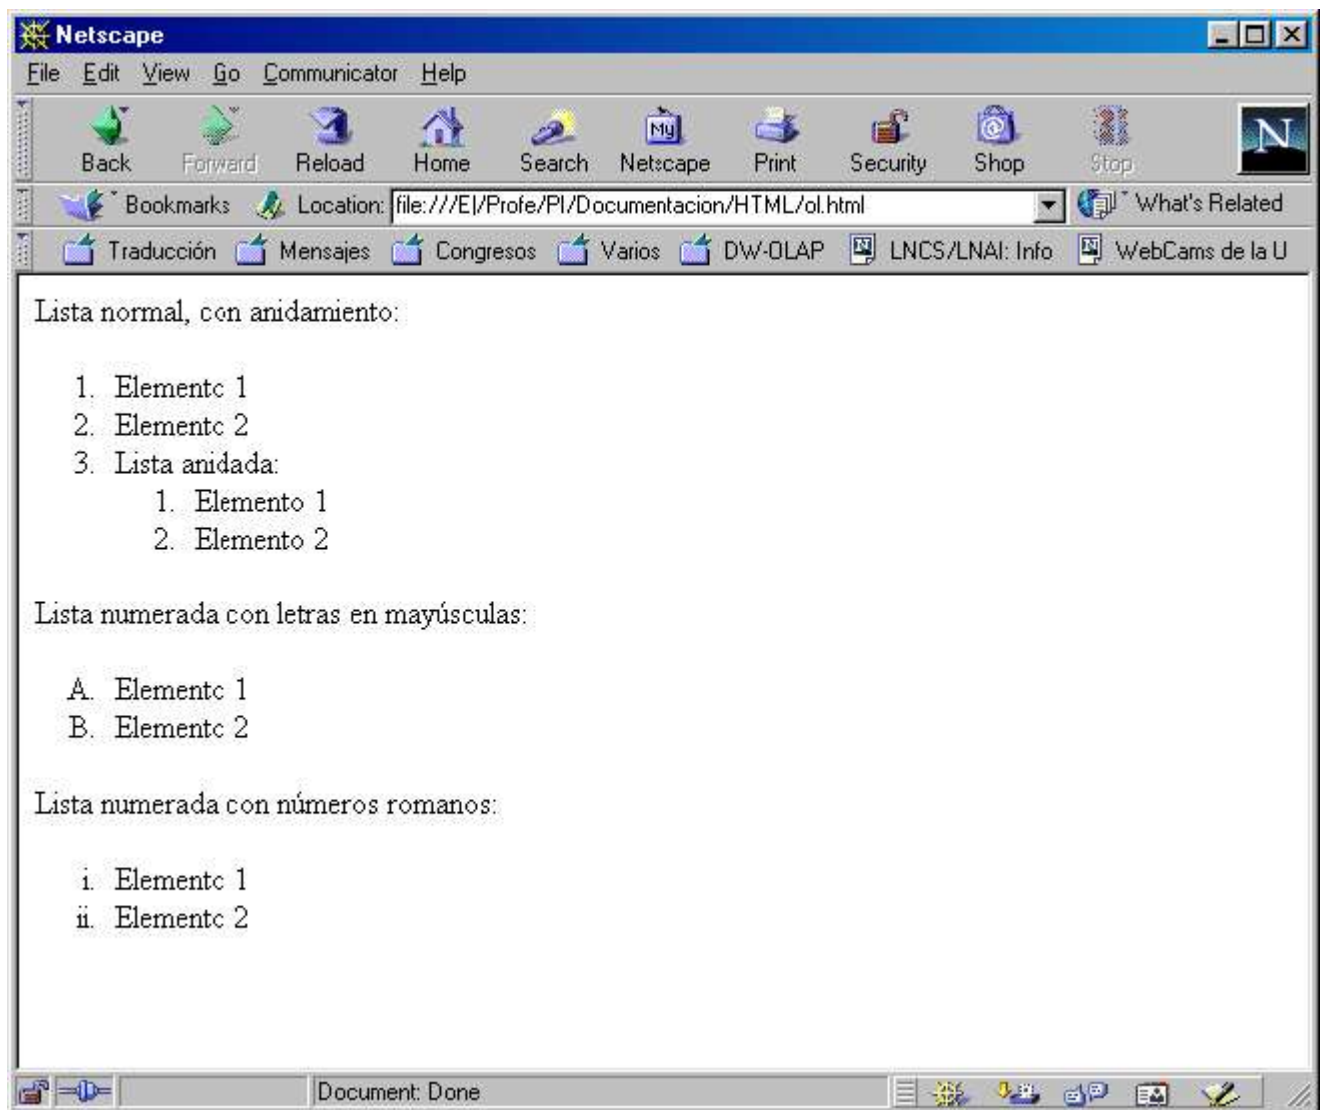 Netscape
File Edit View Go Communicator Help
My N
Back Forward Reload Home Search Netscape Print Security Shop Stop
Bookmarks Location: file:///E|/Profe/PI/Documentacion/HTML/ol.html What's Related
Traducción Mensajes Congresos Varios DW-OLAP LNCS/LNAI: Info WebCams de la U
Lista normal, con anidamiento:
1. Elemento 1
2. Elemento 2
3. Lista anidada:
1. Elemento 1
2. Elemento 2
Lista numerada con letras en mayúsculas:
A. Elemento 1
B. Elemento 2
Lista numerada con números romanos:
i. Elemento 1
ii. Elemento 2
Document: Done